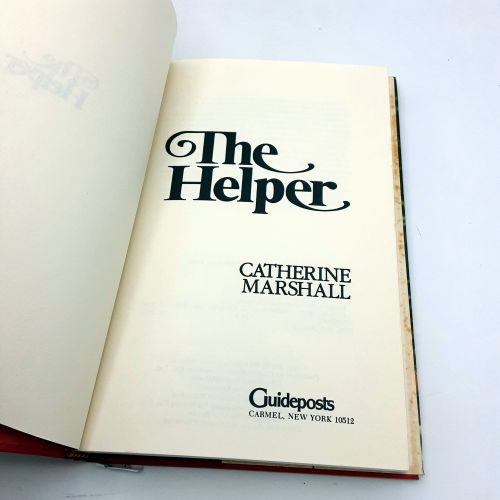 The
Helper
CATHERINE
MARSHALL
Guideposts
CARMEL, NEW YORK 10512